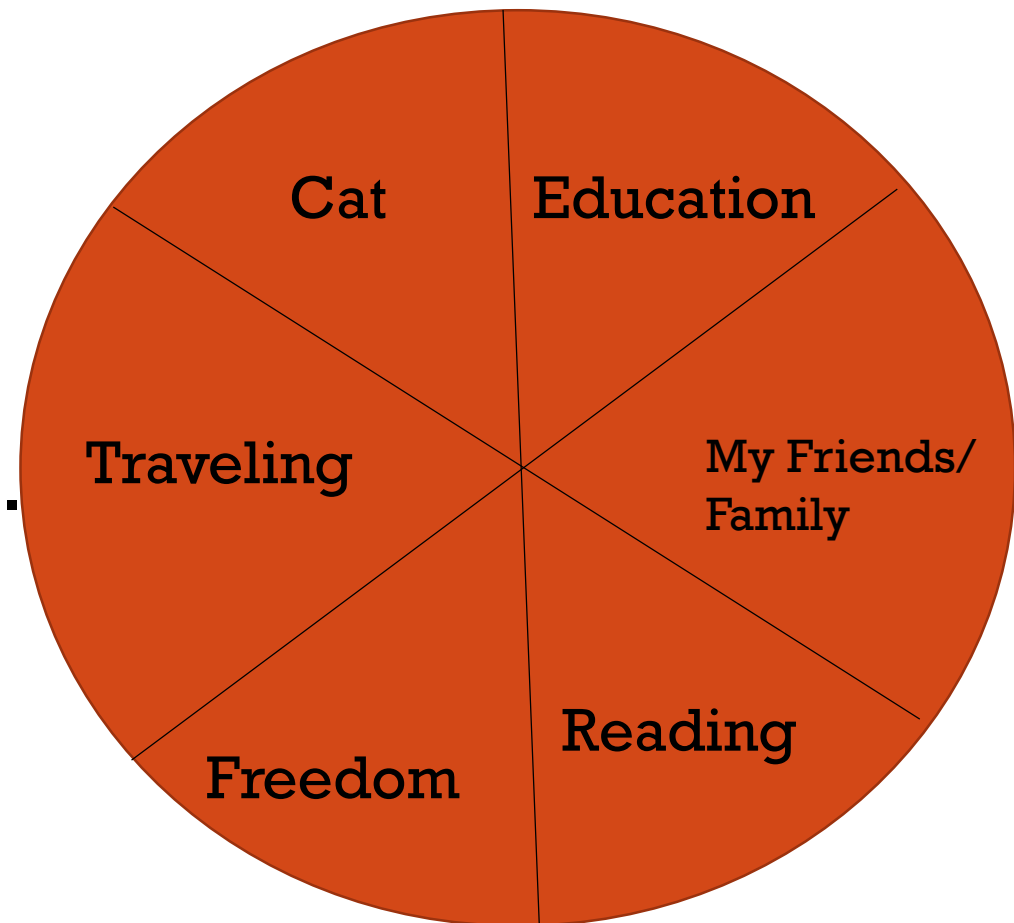 Cat
Education
Traveling
My Friends/
Family
Reading
Freedom